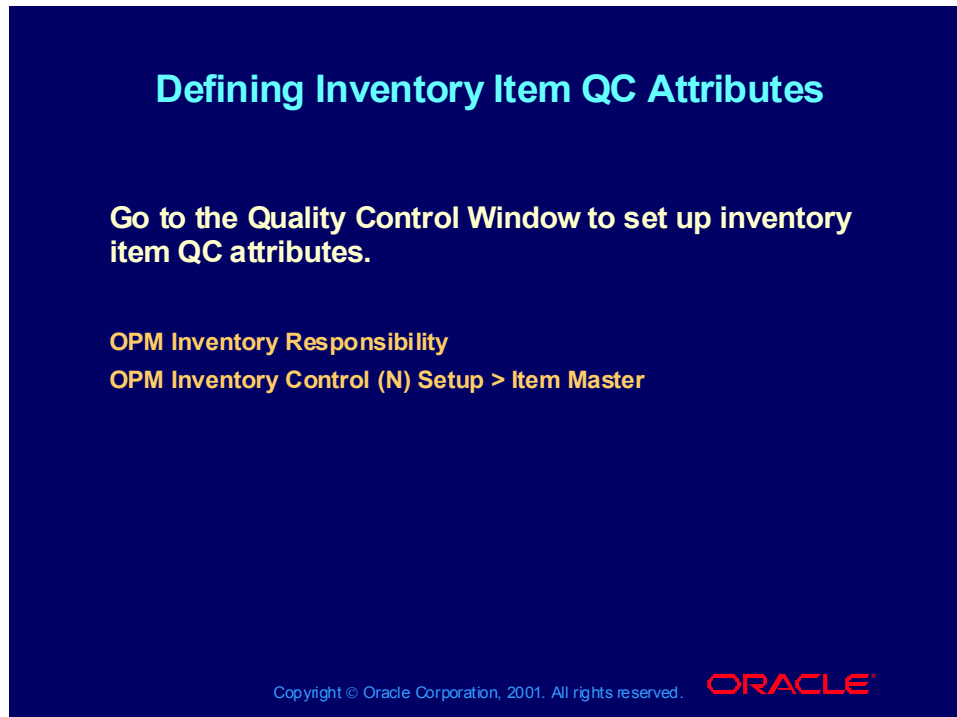 Defining Inventory Item QC Attributes
Go to the Quality Control Window to set up inventory
item QC attributes.
OPM Inventory Responsibility
OPM Inventory Control (N) Setup > Item Master
Copyright © Oracle Corporation, 2001. All rights reserved.
ORACLE®